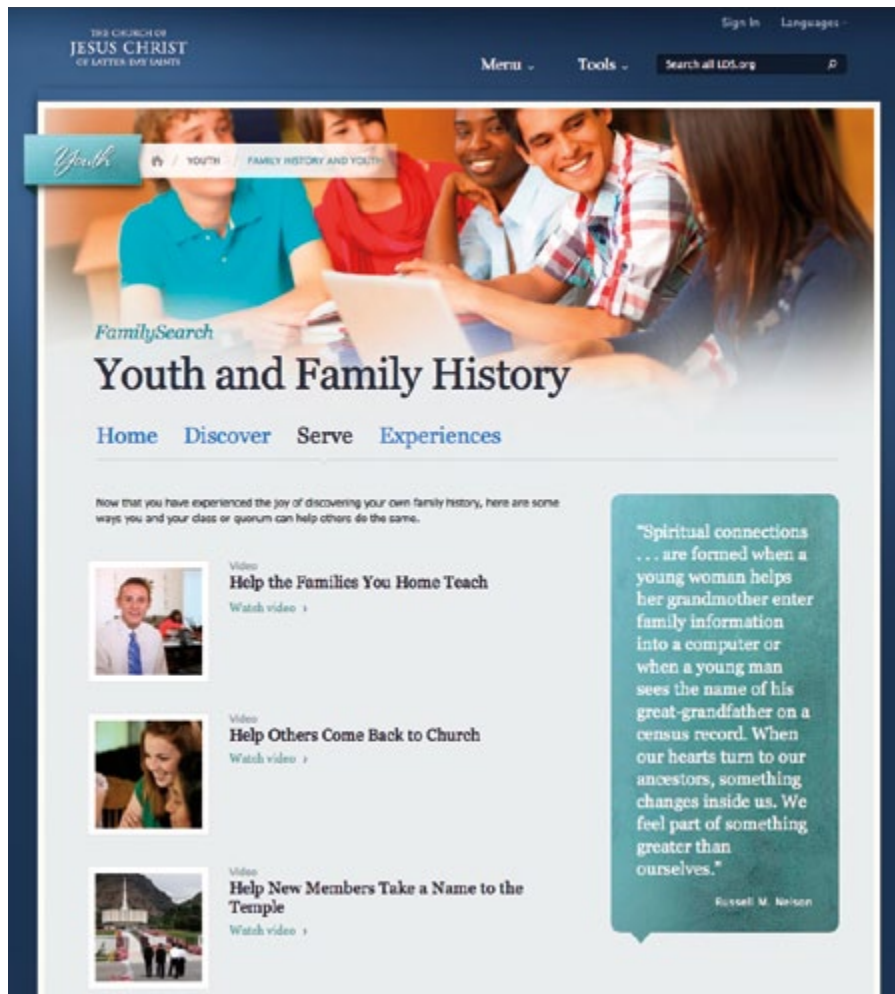 THE CHURCH OF
JESUS CHRIST
OF LATTER-DAY SAINTS
Sign In Languages
Menu
Tools
Search all LDS.org
Youth
/ YOUTH / FAMILY HISTORY AND YOUTH
FamilySearch
Youth and Family History
Home Discover Serve Experiences
Now that you have experienced the joy of discovering your own family history, here are some
ways you and your class or quorum can help others do the same.
Video
Help the Families You Home Teach
Watch video ›
Video
Help Others Come Back to Church
Watch video ›
Video
Help New Members Take a Name to the
Temple
Watch video ›
"Spiritual connections
. . . are formed when a
young woman helps
her grandmother enter
family information
into a computer or
when a young man
sees the name of his
great-grandfather on a
census record. When
our hearts turn to our
ancestors, something
changes inside us. We
feel part of something
greater than
ourselves."
Russell M. Nelson